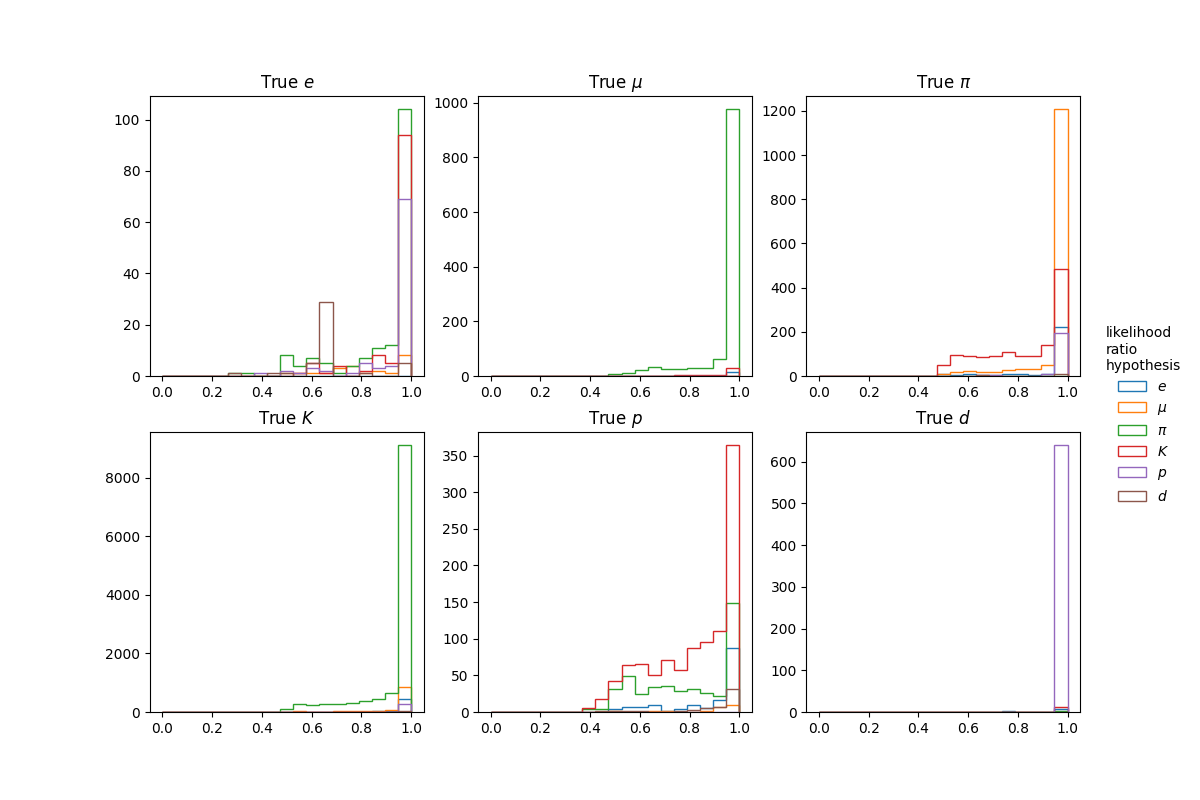 True e
True μ
True π
100
80
60
40
20
0
0.0 0.2 0.4 0.6 0.8 1.0
1000
800
600
400
200
0
0.0 0.2 0.4 0.6 0.8 1.0
1200
1000
800
600
400
200
0
0.0 0.2 0.4 0.6 0.8 1.0
True K
True p
True d
8000
6000
4000
2000
0
0.0 0.2 0.4 0.6 0.8 1.0
350
300
250
200
150
100
50
0
0.0 0.2 0.4 0.6 0.8 1.0
600
500
400
300
200
100
0
0.0 0.2 0.4 0.6 0.8 1.0
likelihood
ratio
hypothesis
e
μ
π
K
p
d